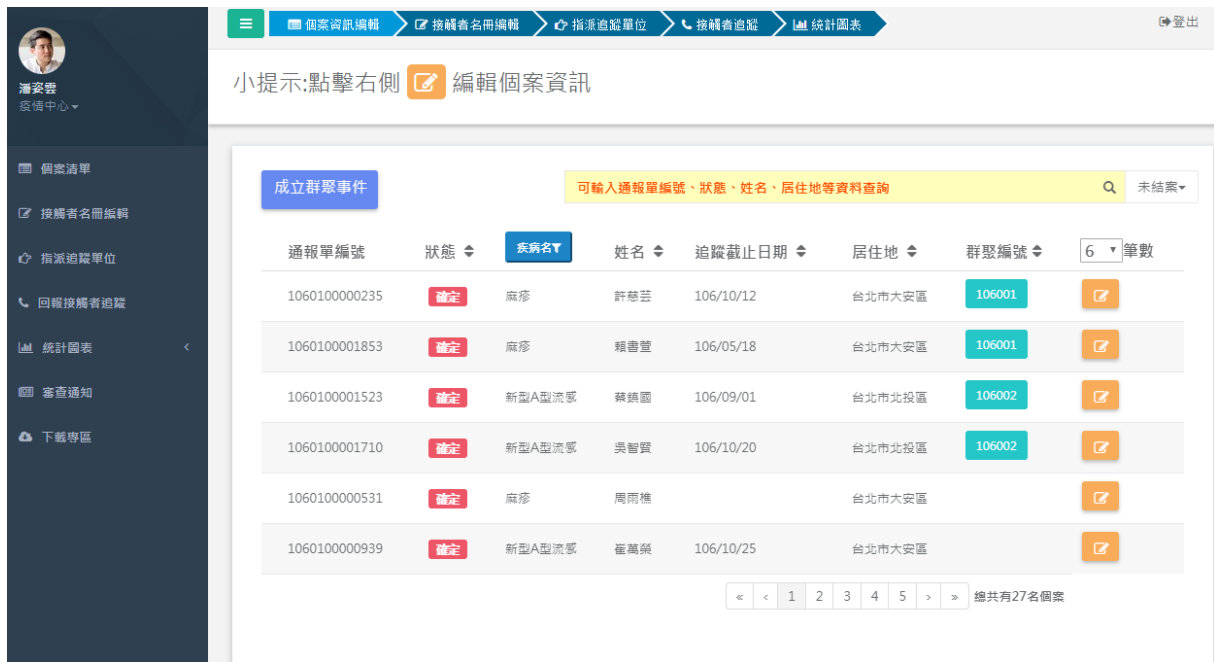 個案資訊編輯 接觸者名冊編輯 指派追蹤單位 接觸者追蹤 統計圖表 登出
潘姿雲
疫情中心
小提示:點擊右側 編輯個案資訊
個案清單
接觸者名冊編輯
指派追蹤單位
回報接觸者追蹤
統計圖表
審查通知
下載專區
成立群聚事件 可輸入通報單編號、狀態、姓名、居住地等資料查詢 未結案
通報單編號 狀態 疾病名 姓名 追蹤截止日期 居住地 群聚編號 6 筆數
1060100000235 確定 麻疹 許慈芸 106/10/12 台北市大安區 106001
1060100001853 確定 麻疹 賴書萱 106/05/18 台北市大安區 106001
1060100001523 確定 新型A型流感 蔡鎮國 106/09/01 台北市北投區 106002
1060100001710 確定 新型A型流感 吳智賢 106/10/20 台北市北投區 106002
1060100000531 確定 麻疹 周雨樵 台北市大安區
1060100000939 確定 新型A型流感 崔萬榮 106/10/25 台北市大安區
« ‹ 1 2 3 4 5 › » 總共有27名個案